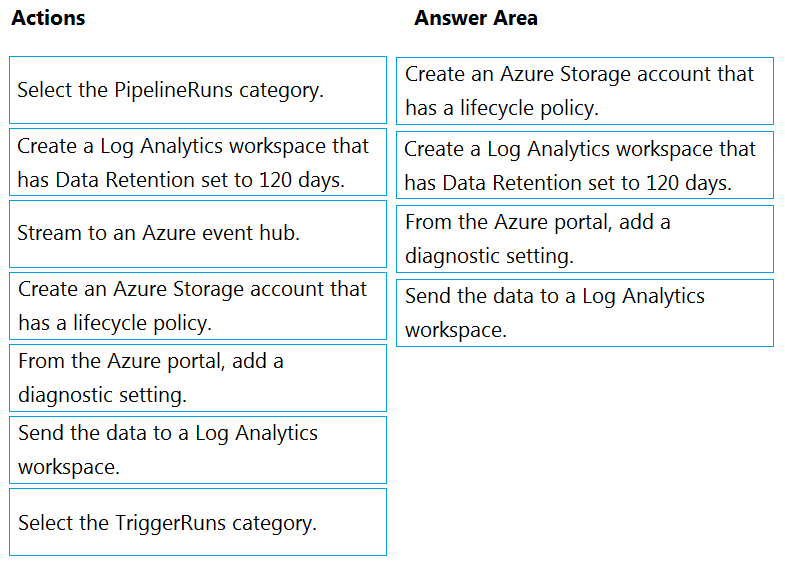 Actions
Select the PipelineRuns category.
Create a Log Analytics workspace that
has Data Retention set to 120 days.
Stream to an Azure event hub.
Create an Azure Storage account that
has a lifecycle policy.
From the Azure portal, add a
diagnostic setting.
Send the data to a Log Analytics
workspace.
Select the TriggerRuns category.
Answer Area
Create an Azure Storage account that
has a lifecycle policy.
Create a Log Analytics workspace that
has Data Retention set to 120 days.
From the Azure portal, add a
diagnostic setting.
Send the data to a Log Analytics
workspace.